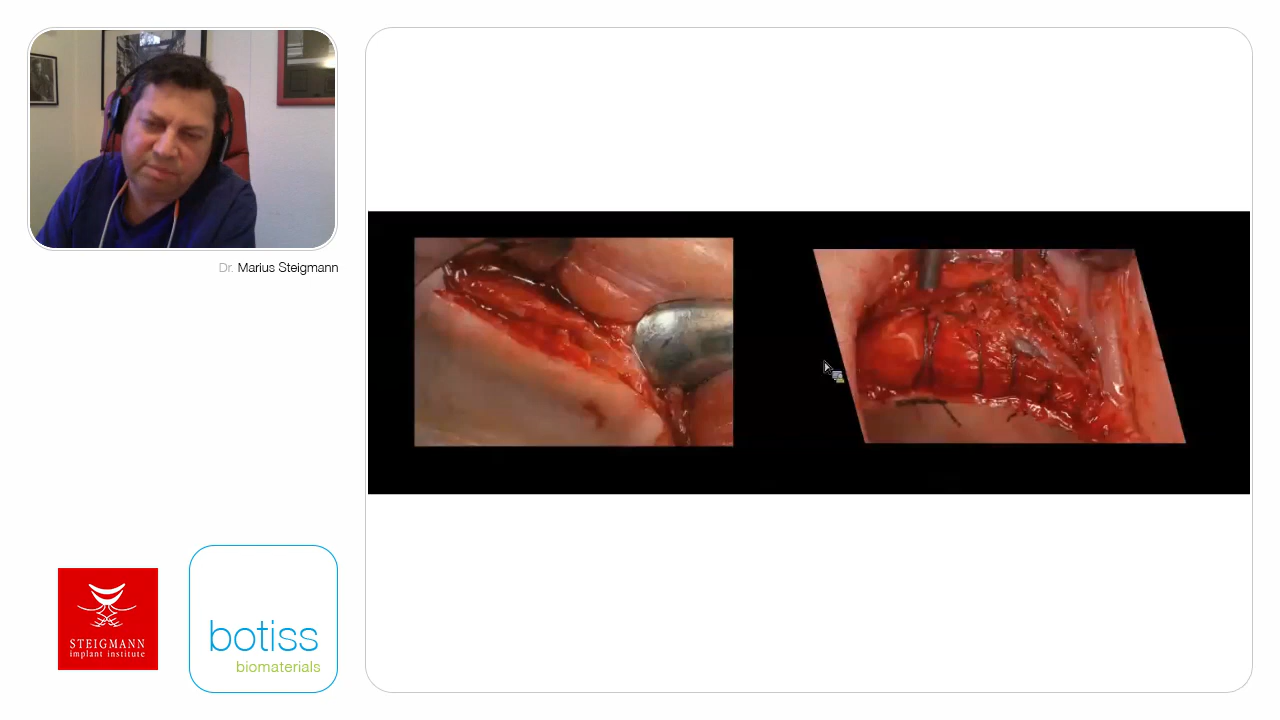 Dr. Marius Steigmann
STEIGMANN
implant institute
botiss
biomaterials